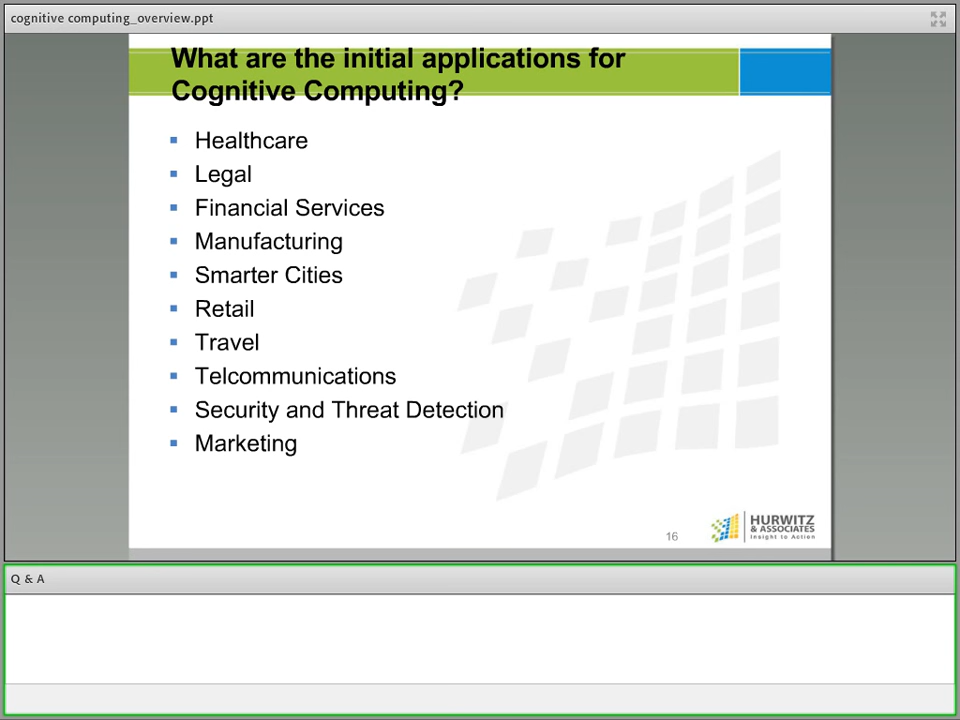 cognitive computing_overview.ppt
What are the initial applications for
Cognitive Computing?
Healthcare
Legal
Financial Services
Manufacturing
Smarter Cities
Retail
Travel
Telcommunications
Security and Threat Detection
Marketing
16
HURWITZ
& ASSOCIATES
Insight to Action
Q & A